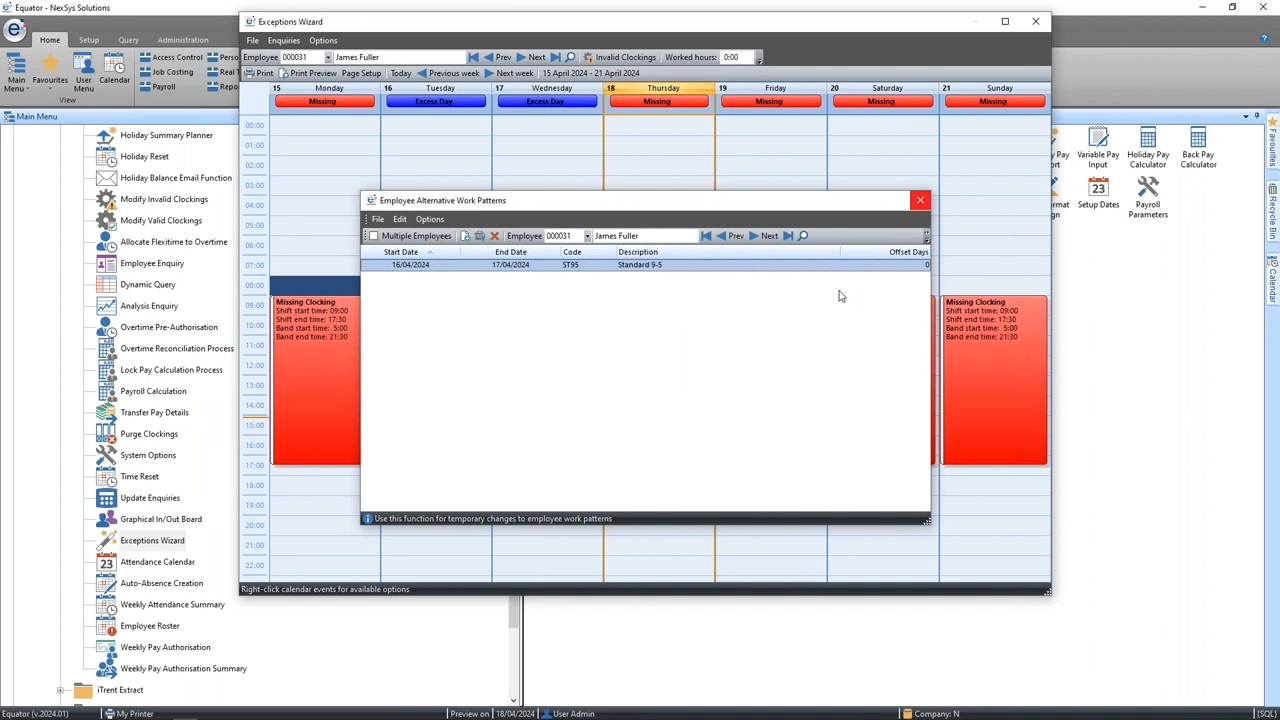 Equator - NexSys Solutions
Home
Setup
Query
Administration
Main Menu
Favourites
User Menu
Calendar
Access Control
Job Costing
Payroll
Perso
Real T
Repo
View
Main Menu
Holiday Summary Planner
Holiday Reset
Holiday Balance Email Function
Modify Invalid Clockings
Modify Valid Clockings
Allocate Flexitime to Overtime
Employee Enquiry
Dynamic Query
Analysis Enquiry
Overtime Pre-Authorisation
Overtime Reconciliation Process
Lock Pay Calculation Process
Payroll Calculation
Transfer Pay Details
Purge Clockings
System Options
Time Reset
Update Enquiries
Graphical In/Out Board
Exceptions Wizard
23 Attendance Calendar
Auto-Absence Creation
Weekly Attendance Summary
Employee Roster
Weekly Pay Authorisation
Weekly Pay Authorisation Summary
iTrent Extract
Exceptions Wizard
File Enquiries Options
Employee 000031 James Fuller Prev Next Invalid Clockings Worked hours: 0:00
Print Print Preview Page Setup Today Previous week Next week 15 April 2024 - 21 April 2024
15 Monday 16 Tuesday 17 Wednesday 18 Thursday 19 Friday 20 Saturday 21 Sunday
Missing Excess Day Excess Day Missing Missing Missing Missing
00:00
01:00
02:00
03:00
04:00
05:00
06:00
07:00
08:00
09:00
10:00
11:00
12:00
13:00
14:00
15:00
16:00
17:00
18:00
19:00
20:00
21:00
22:00
Missing Clocking
Shift start time: 09:00
Shift end time: 17:30
Band start time: 5:00
Band end time: 21:30
Missing Clocking
Shift start time: 09:00
Shift end time: 17:30
Band start time: 5:00
Band end time: 21:30
Right-click calendar events for available options
Employee Alternative Work Patterns
File Edit Options
Multiple Employees Employee 000031 James Fuller Prev Next
Start Date End Date Code Description Offset Days
16/04/2024 17/04/2024 ST95 Standard 9-5 0
Use this function for temporary changes to employee work patterns
y Pay
ort
Variable Pay
Input
Holiday Pay
Calculator
Back Pay
Calculator
ormat
gn
23
Setup Dates
Payroll
Parameters
Favourites
Recycle Bin
Calendar
Equator (v.2024.01) My Printer Preview on 18/04/2024 User Admin Company: N [SQL]